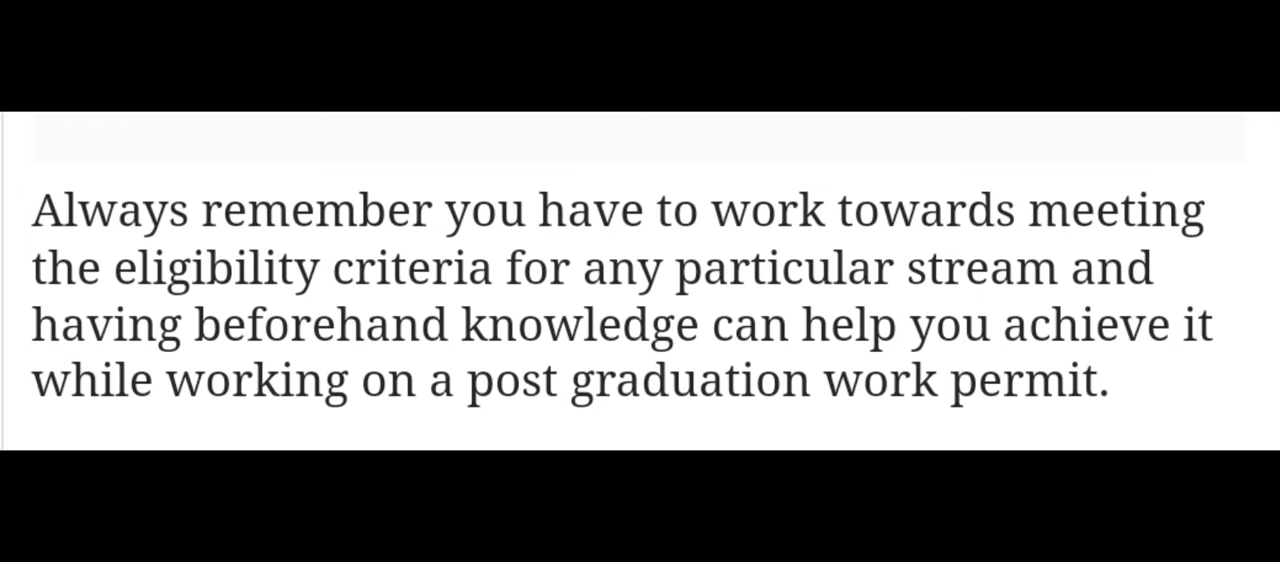 Always remember you have to work towards meeting
the eligibility criteria for any particular stream and
having beforehand knowledge can help you achieve it
while working on a post graduation work permit.